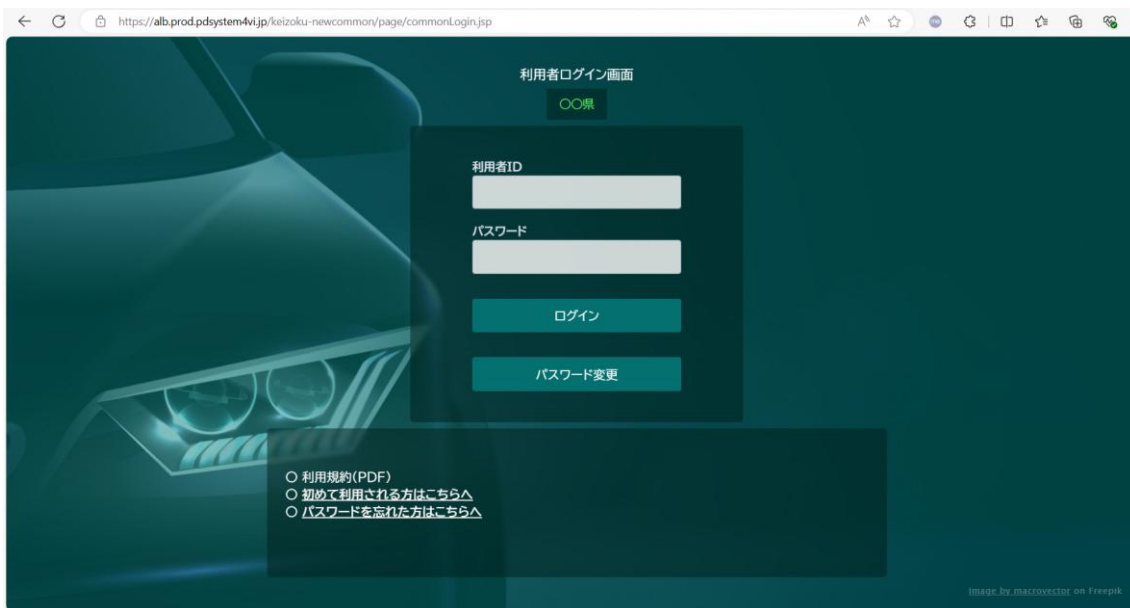 https://alb.prod.pdsystem4vi.jp/keizoku-newcommon/page/commonLogin.jsp
利用者ログイン画面
〇〇県
利用者ID
パスワード
ログイン
パスワード変更
〇 利用規約(PDF)
〇 初めて利用される方はこちらへ
〇 パスワードを忘れた方はこちらへ
Image by macrovector on Freepik